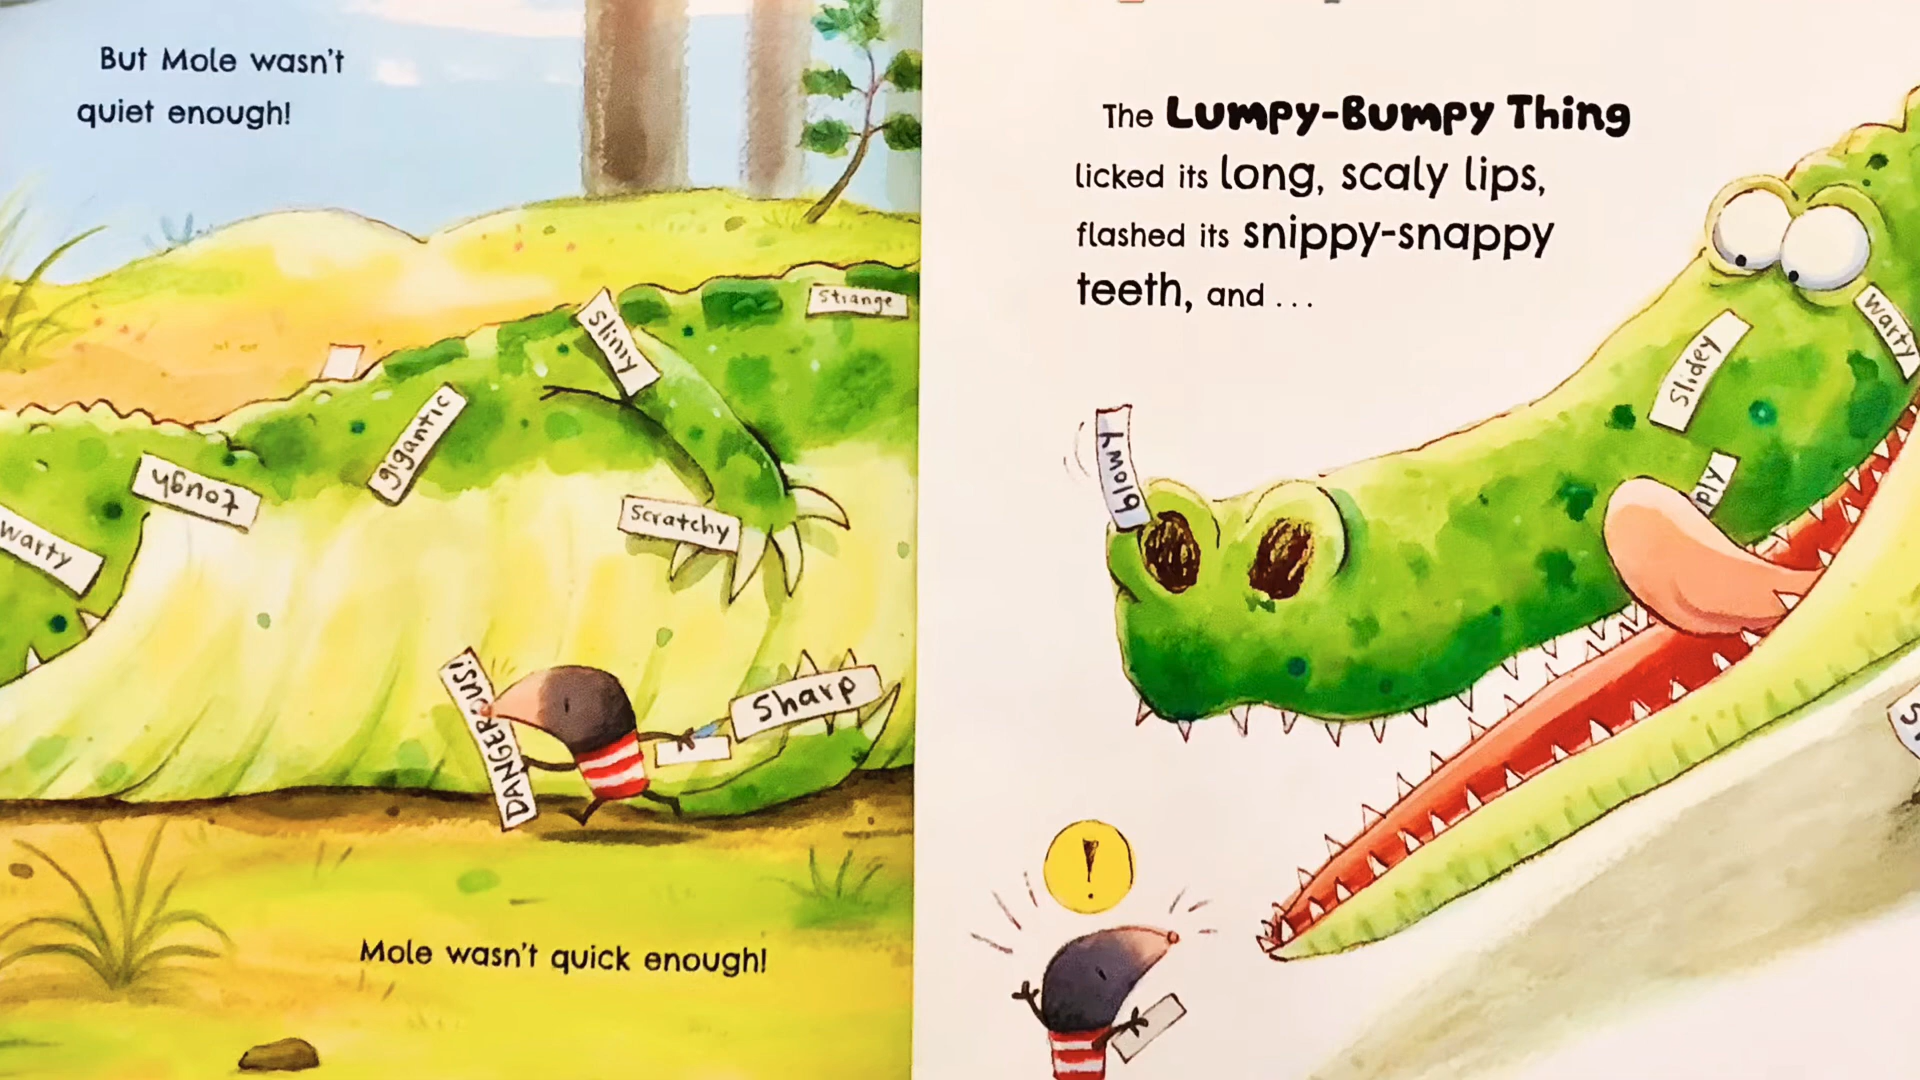 But Mole wasn't
quiet enough!
strange
slimy
gigantic
tough
scratchy
warty
DANGEROUS!
Sharp
Mole wasn't quick enough!
The Lumpy-Bumpy Thing
licked its long, scaly lips,
flashed its snippy-snappy
teeth, and ...
warty
Slidey
blowy